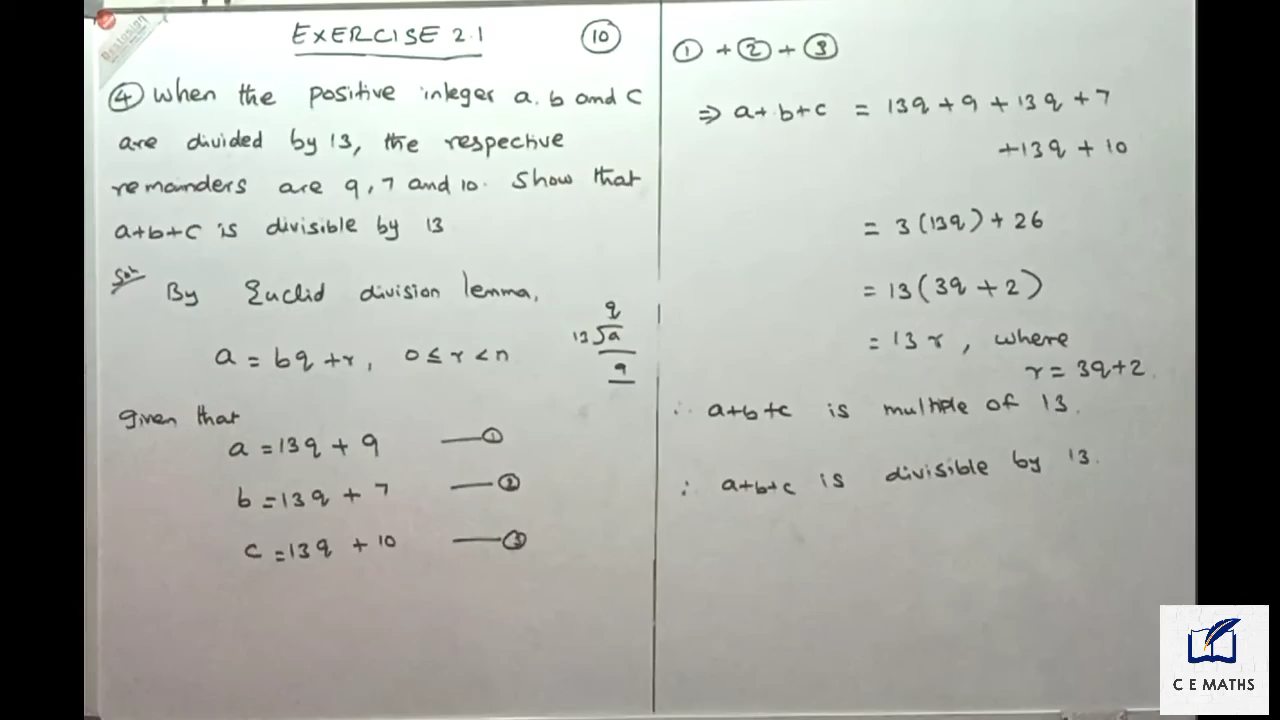 EXERCISE 2.1
10
④ When the positive integer a, b and c
are divided by 13, the respective
remainders are 9, 7 and 10. Show that
a+b+c is divisible by 13
Soln
By Euclid division lemma,
a = bq + r, 0 ≤ r < n
q
13 √a
9
Given that
a = 13q + 9 —①
b = 13q + 7 —②
c = 13q + 10 —③
① + ② + ③
⇒ a+b+c = 13q + 9 + 13q + 7
+13q + 10
= 3(13q) + 26
= 13(3q + 2)
= 13 r, where
r = 3q+2.
∴ a+b+c is multiple of 13.
∴ a+b+c is divisible by 13.
C E MATHS